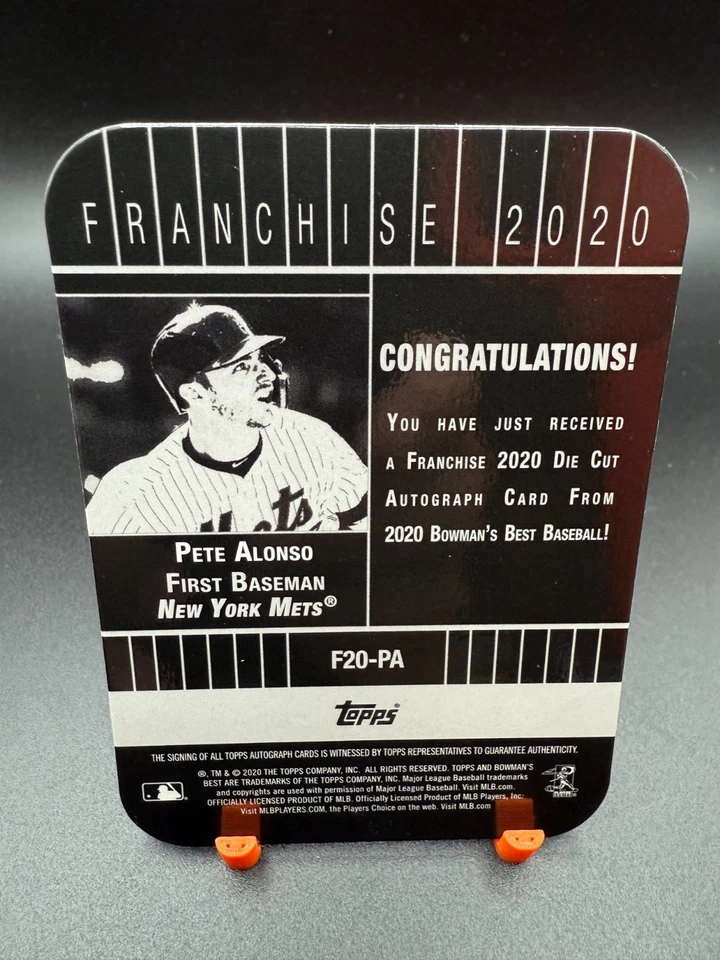 FRANCHISE 2020
CONGRATULATIONS!
YOU HAVE JUST RECEIVED
A FRANCHISE 2020 DIE CUT
AUTOGRAPH CARD FROM
2020 BOWMAN'S BEST BASEBALL!
Mets
PETE ALONSO
FIRST BASEMAN
NEW YORK METS®
F20-PA
topps®
THE SIGNING OF ALL TOPPS AUTOGRAPH CARDS IS WITNESSED BY TOPPS REPRESENTATIVES TO GUARANTEE AUTHENTICITY.
®, TM & © 2020 THE TOPPS COMPANY, INC. ALL RIGHTS RESERVED. TOPPS AND BOWMAN'S
BEST ARE TRADEMARKS OF THE TOPPS COMPANY, INC. Major League Baseball trademarks
and copyrights are used with permission of Major League Baseball. Visit MLB.com.
OFFICIALLY LICENSED PRODUCT OF MLB. Officially Licensed Product of MLB Players, Inc.
Visit MLBPLAYERS.COM, the Players Choice on the web. Visit MLB.com